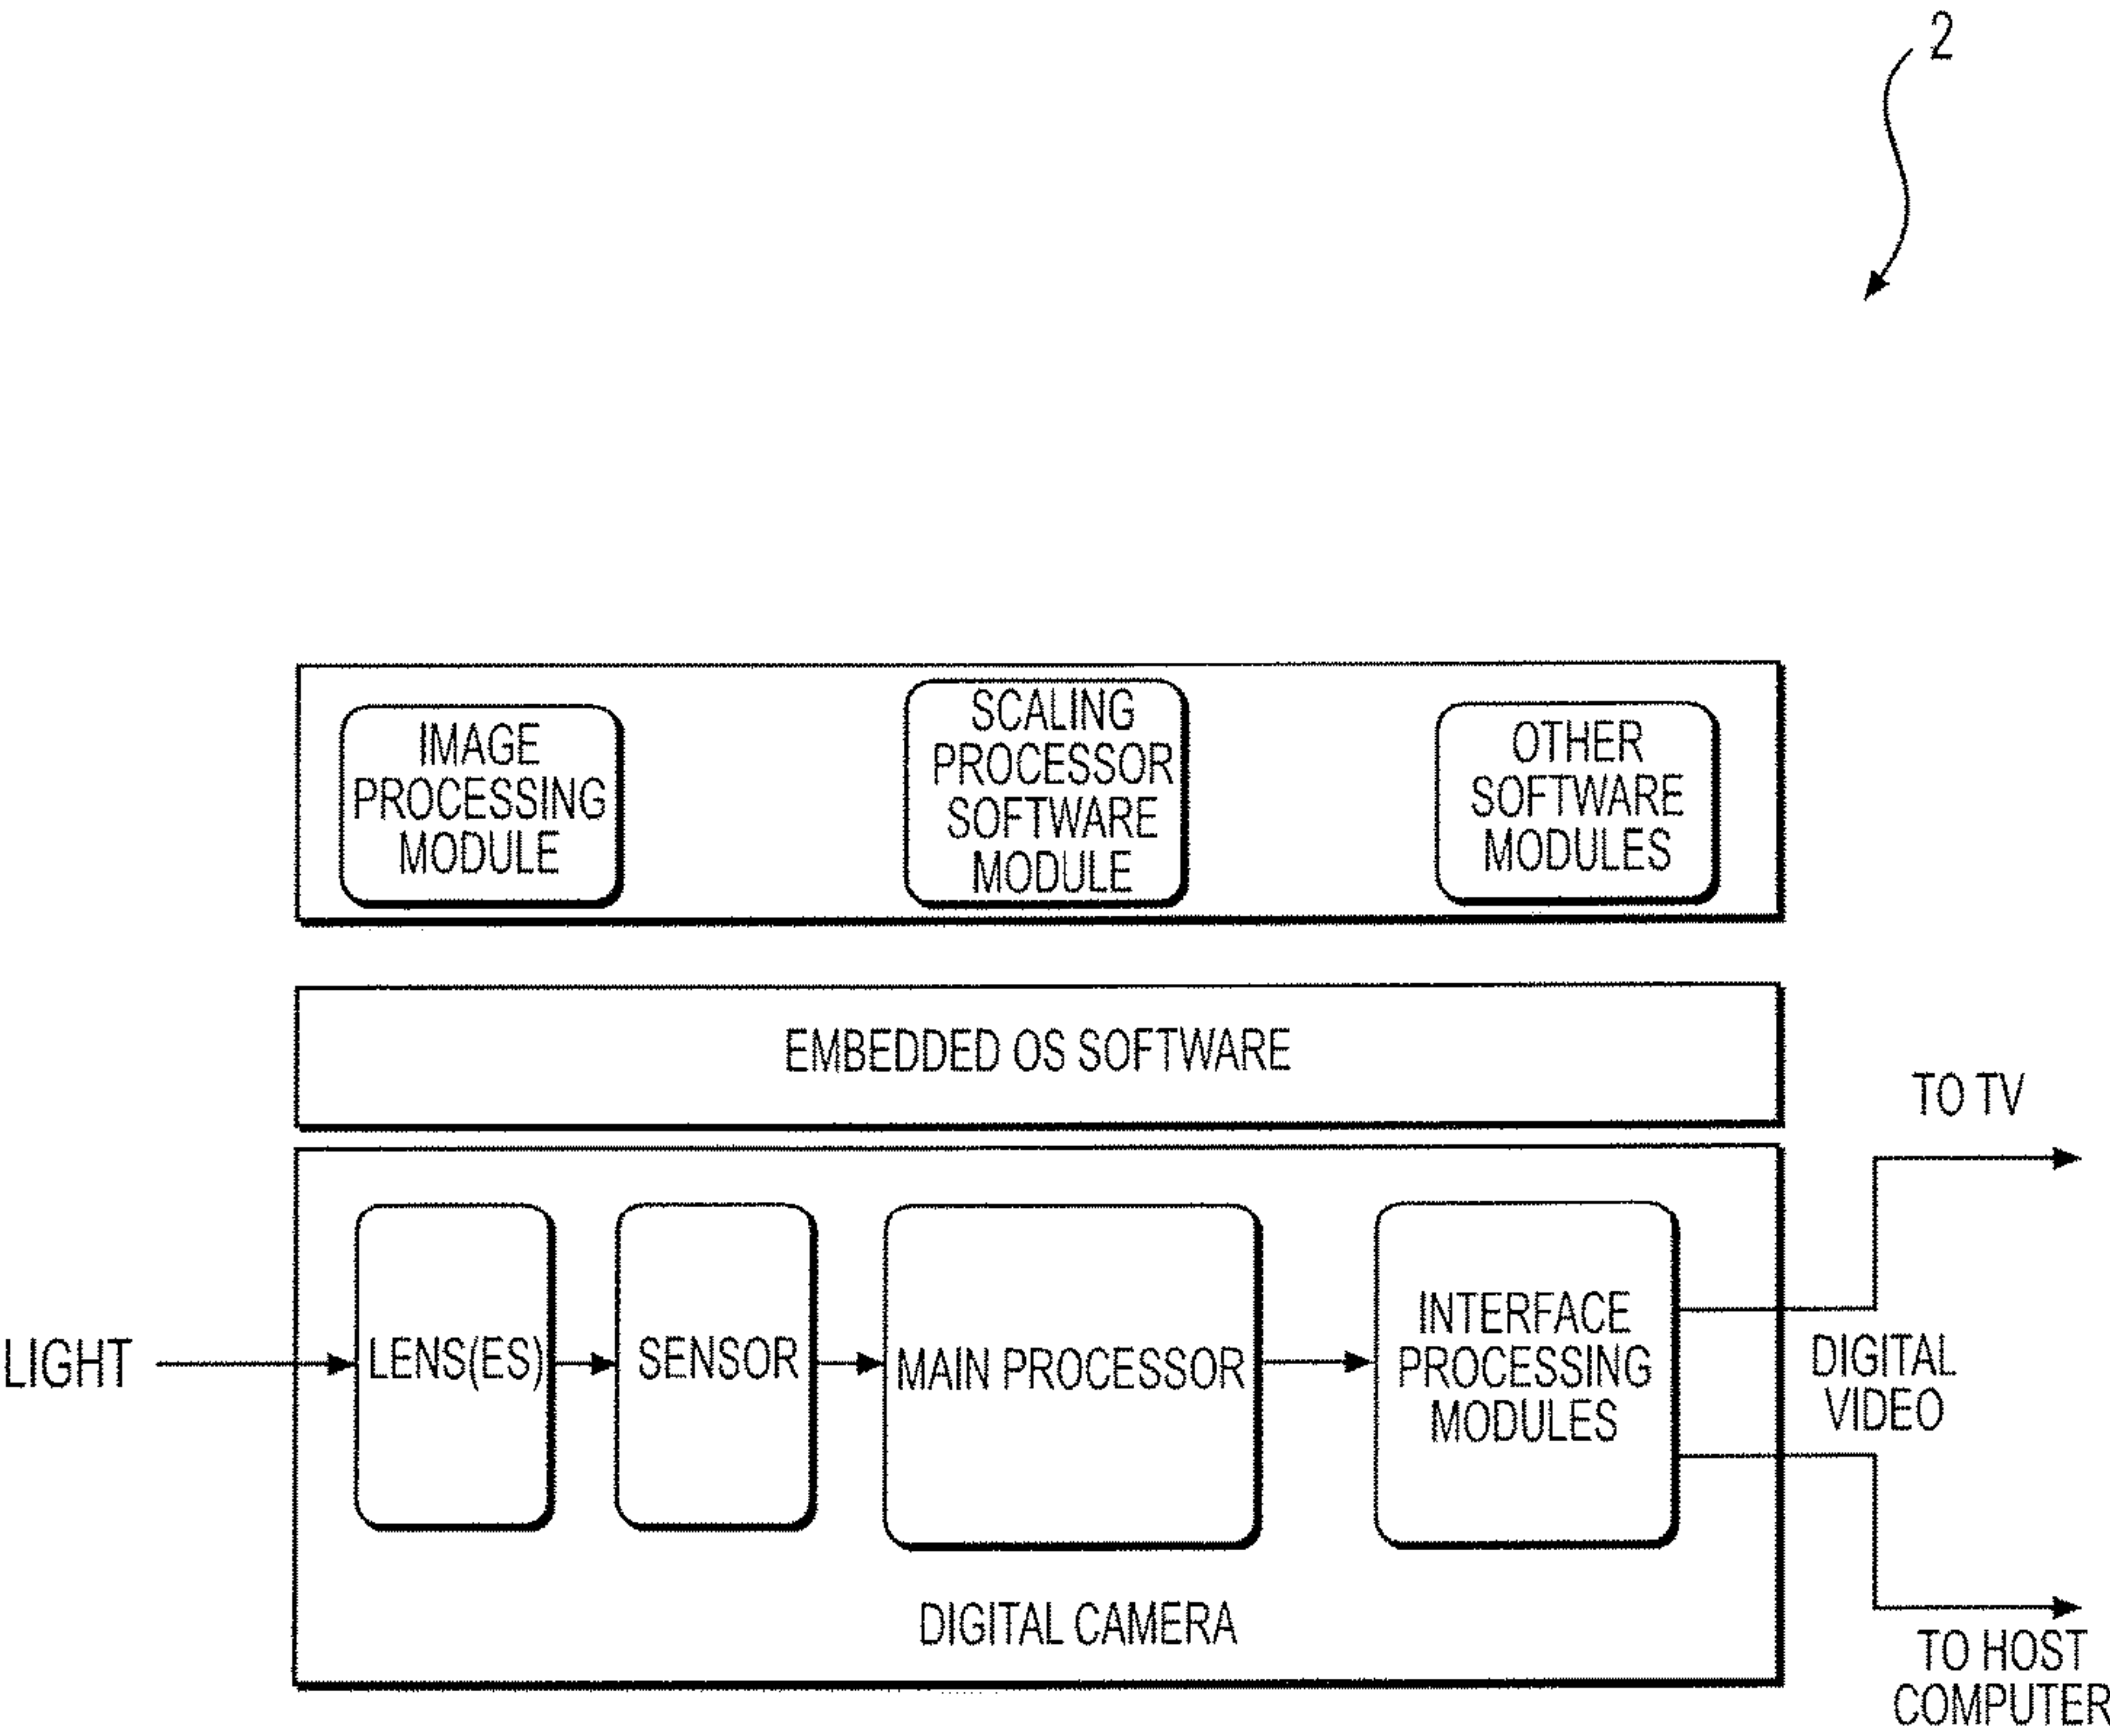 2
IMAGE
PROCESSING
MODULE
SCALING
PROCESSOR
SOFTWARE
MODULE
OTHER
SOFTWARE
MODULES
EMBEDDED OS SOFTWARE
TO TV
LIGHT
LENS(ES)
SENSOR
MAIN PROCESSOR
INTERFACE
PROCESSING
MODULES
DIGITAL
VIDEO
DIGITAL CAMERA
TO HOST
COMPUTER